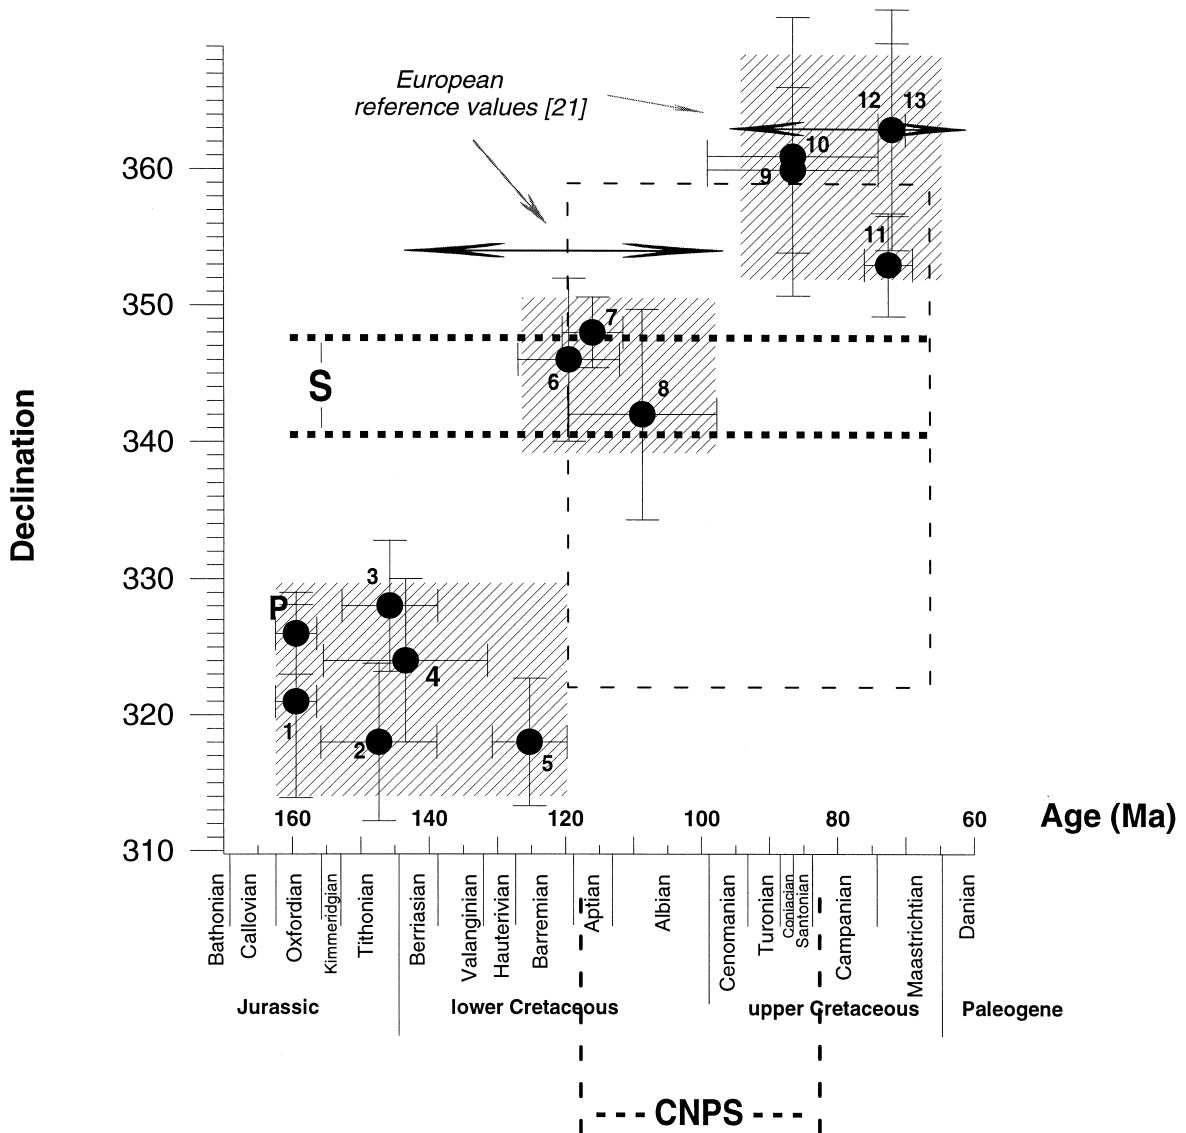 European
reference values [21]
12 13
10
9
11
360
350
7
6
8
S
340
Declination
330
3
P
4
320
1
2
5
310
160 140 120 100 80 60
Age (Ma)
Bathonian
Callovian
Oxfordian
Kimmeridgian
Tithonian
Berriasian
Valanginian
Hauterivian
Barremian
Aptian
Albian
Cenomanian
Turonian
Coniacian
Santonian
Campanian
Maastrichtian
Danian
Jurassic lower Cretaceous upper Cretaceous Paleogene
CNPS